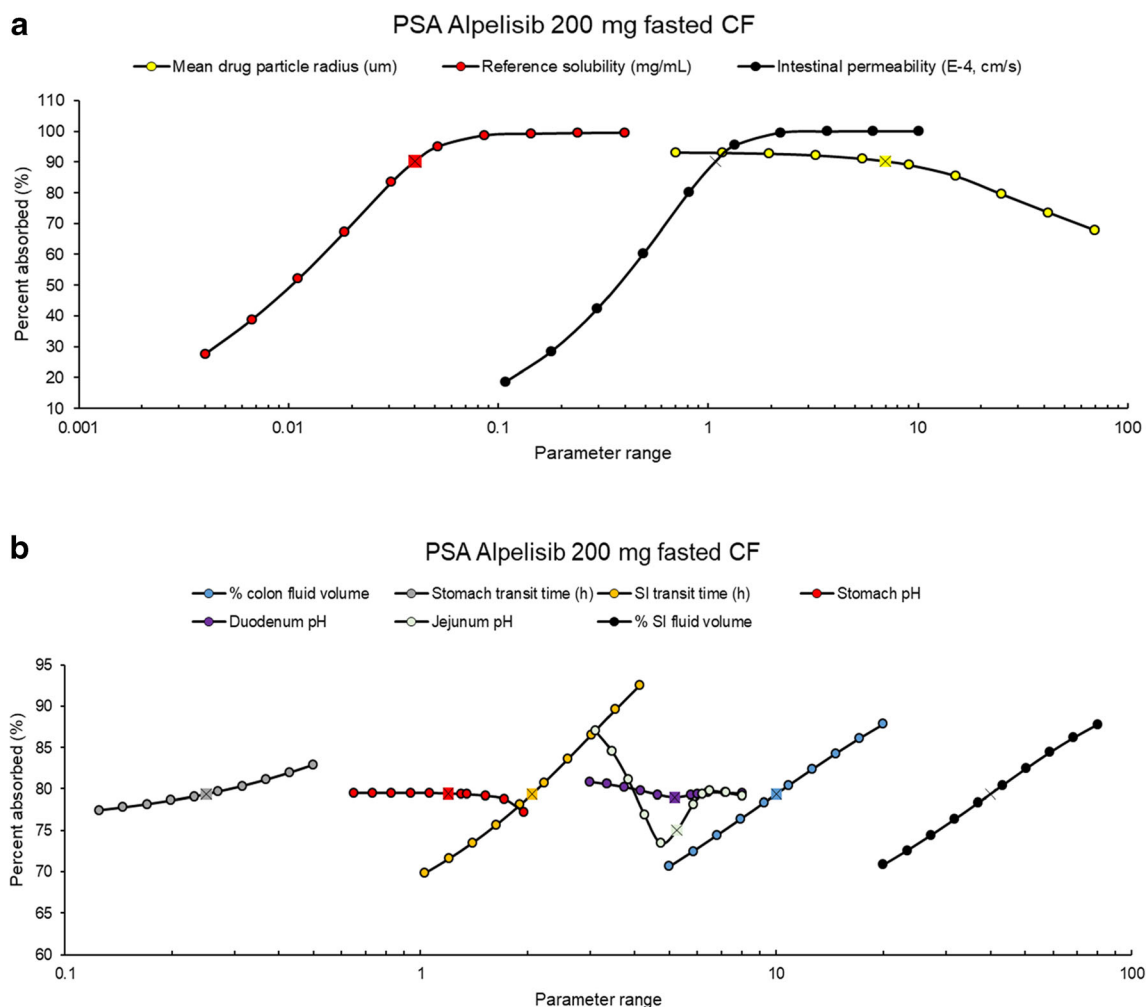 a
PSA Alpelisib 200 mg fasted CF
Mean drug particle radius (um) Reference solubility (mg/mL) Intestinal permeability (E-4, cm/s)
Percent absorbed (%)
110
100
90
80
70
60
50
40
30
20
10
0.001 0.01 0.1 1 10 100
Parameter range
b
PSA Alpelisib 200 mg fasted CF
% colon fluid volume Stomach transit time (h) SI transit time (h) Stomach pH
Duodenum pH Jejunum pH % SI fluid volume
Percent absorbed (%)
95
90
85
80
75
70
65
60
0.1 1 10 100
Parameter range